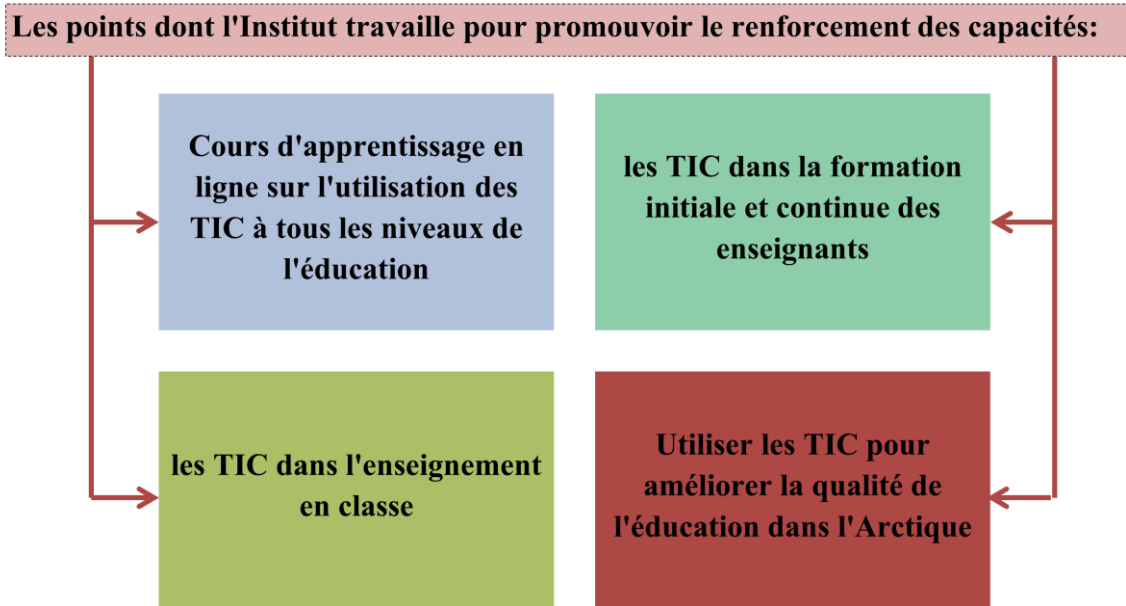 Les points dont l'Institut travaille pour promouvoir le renforcement des capacités:
Cours d'apprentissage en
ligne sur l'utilisation des
TIC à tous les niveaux de
l'éducation
les TIC dans la formation
initiale et continue des
enseignants
les TIC dans l'enseignement
en classe
Utiliser les TIC pour
améliorer la qualité de
l'éducation dans l'Arctique